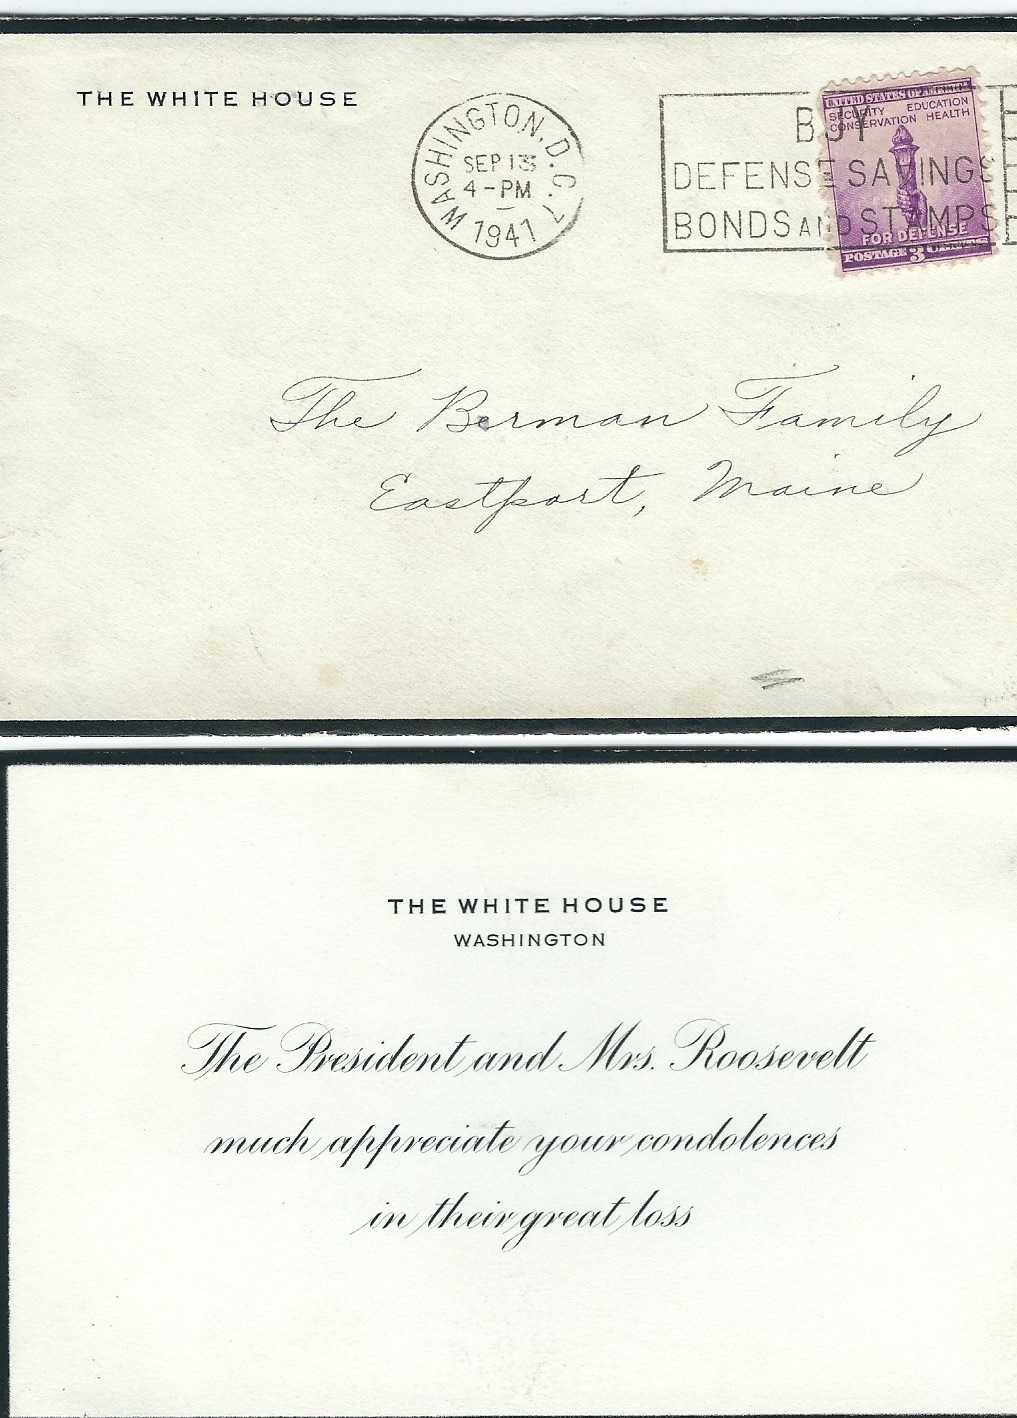 THE WHITE HOUSE
WASHINGTON, D.C. 7
SEP 13
4-PM
1941
BUY
DEFENSE SAVINGS
BONDS AND STAMPS
UNITED STATES OF AMERICA
SECURITY EDUCATION
CONSERVATION HEALTH
FOR DEFENSE
POSTAGE 3 CENTS
The Berman Family
Eastport, Maine
THE WHITE HOUSE
WASHINGTON
The President and Mrs. Roosevelt
much appreciate your condolences
in their great loss